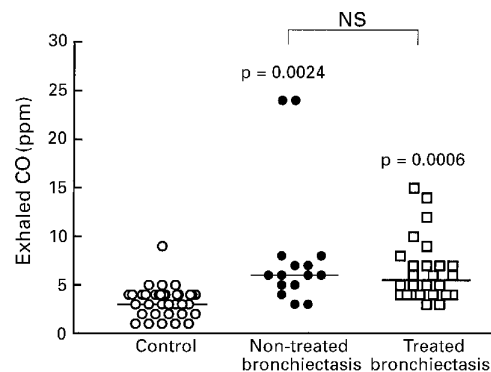 NS
30
p = 0.0024
25
20
p = 0.0006
15
10
5
0
Exhaled CO (ppm)
Control
Non-treated
bronchiectasis
Treated
bronchiectasis